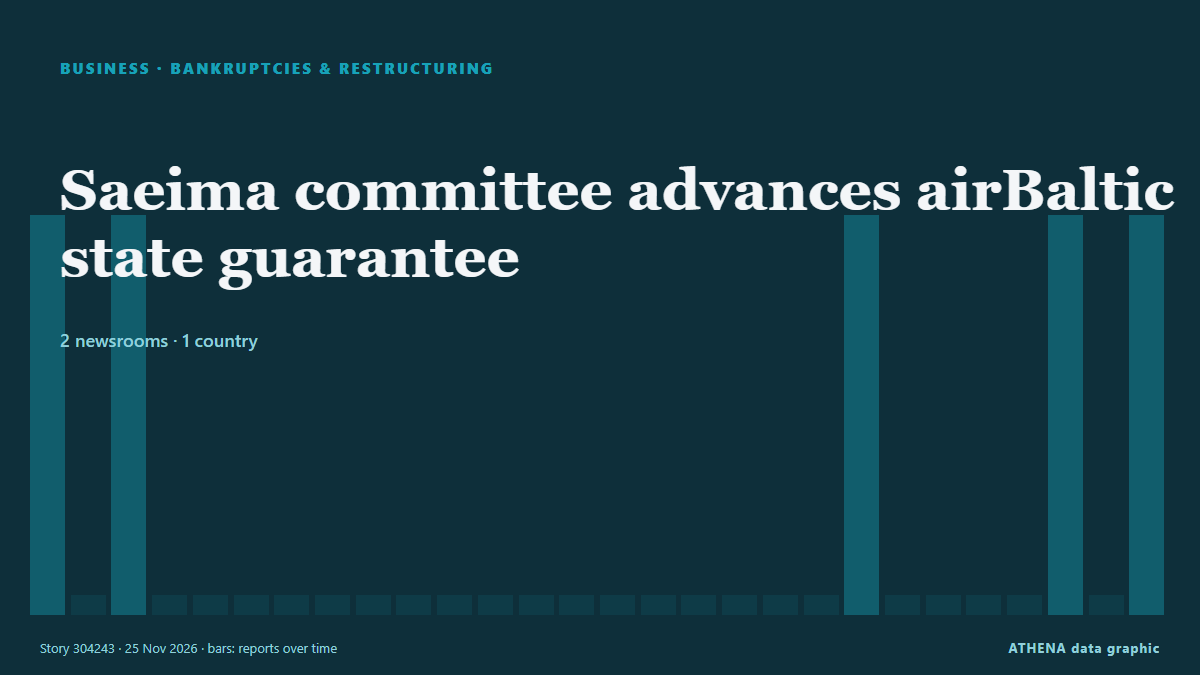 BUSINESS · BANKRUPTCIES & RESTRUCTURING
Saeima committee advances airBaltic
state guarantee
2 newsrooms · 1 country
Story 304243 · 25 Nov 2026 · bars: reports over time
ATHENA data graphic